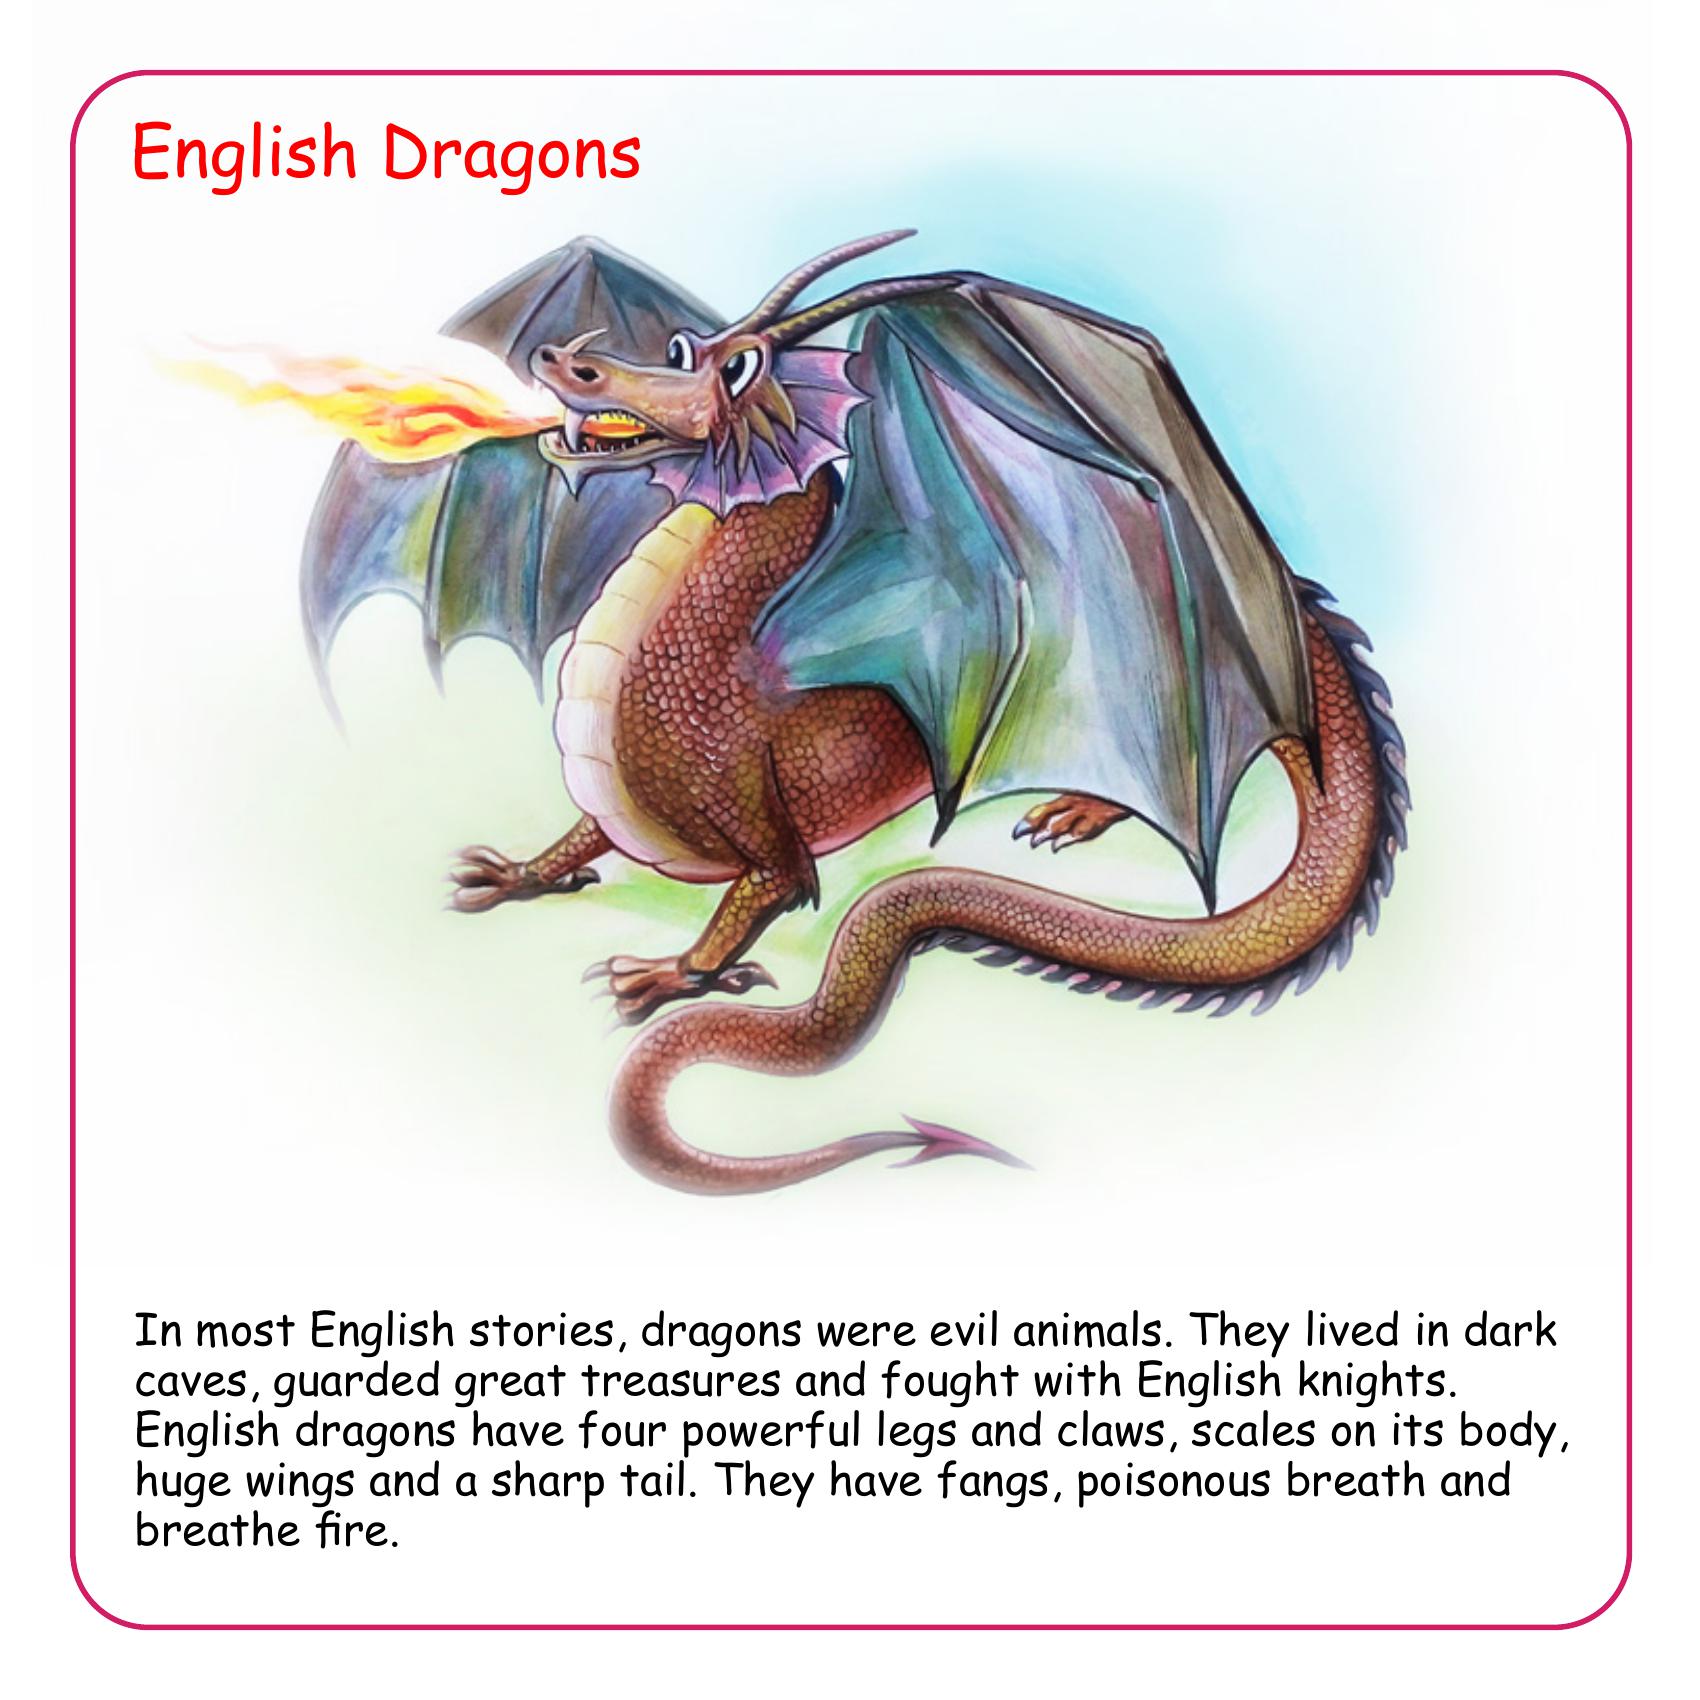 English Dragons
In most English stories, dragons were evil animals. They lived in dark
caves, guarded great treasures and fought with English knights.
English dragons have four powerful legs and claws, scales on its body,
huge wings and a sharp tail. They have fangs, poisonous breath and
breathe fire.